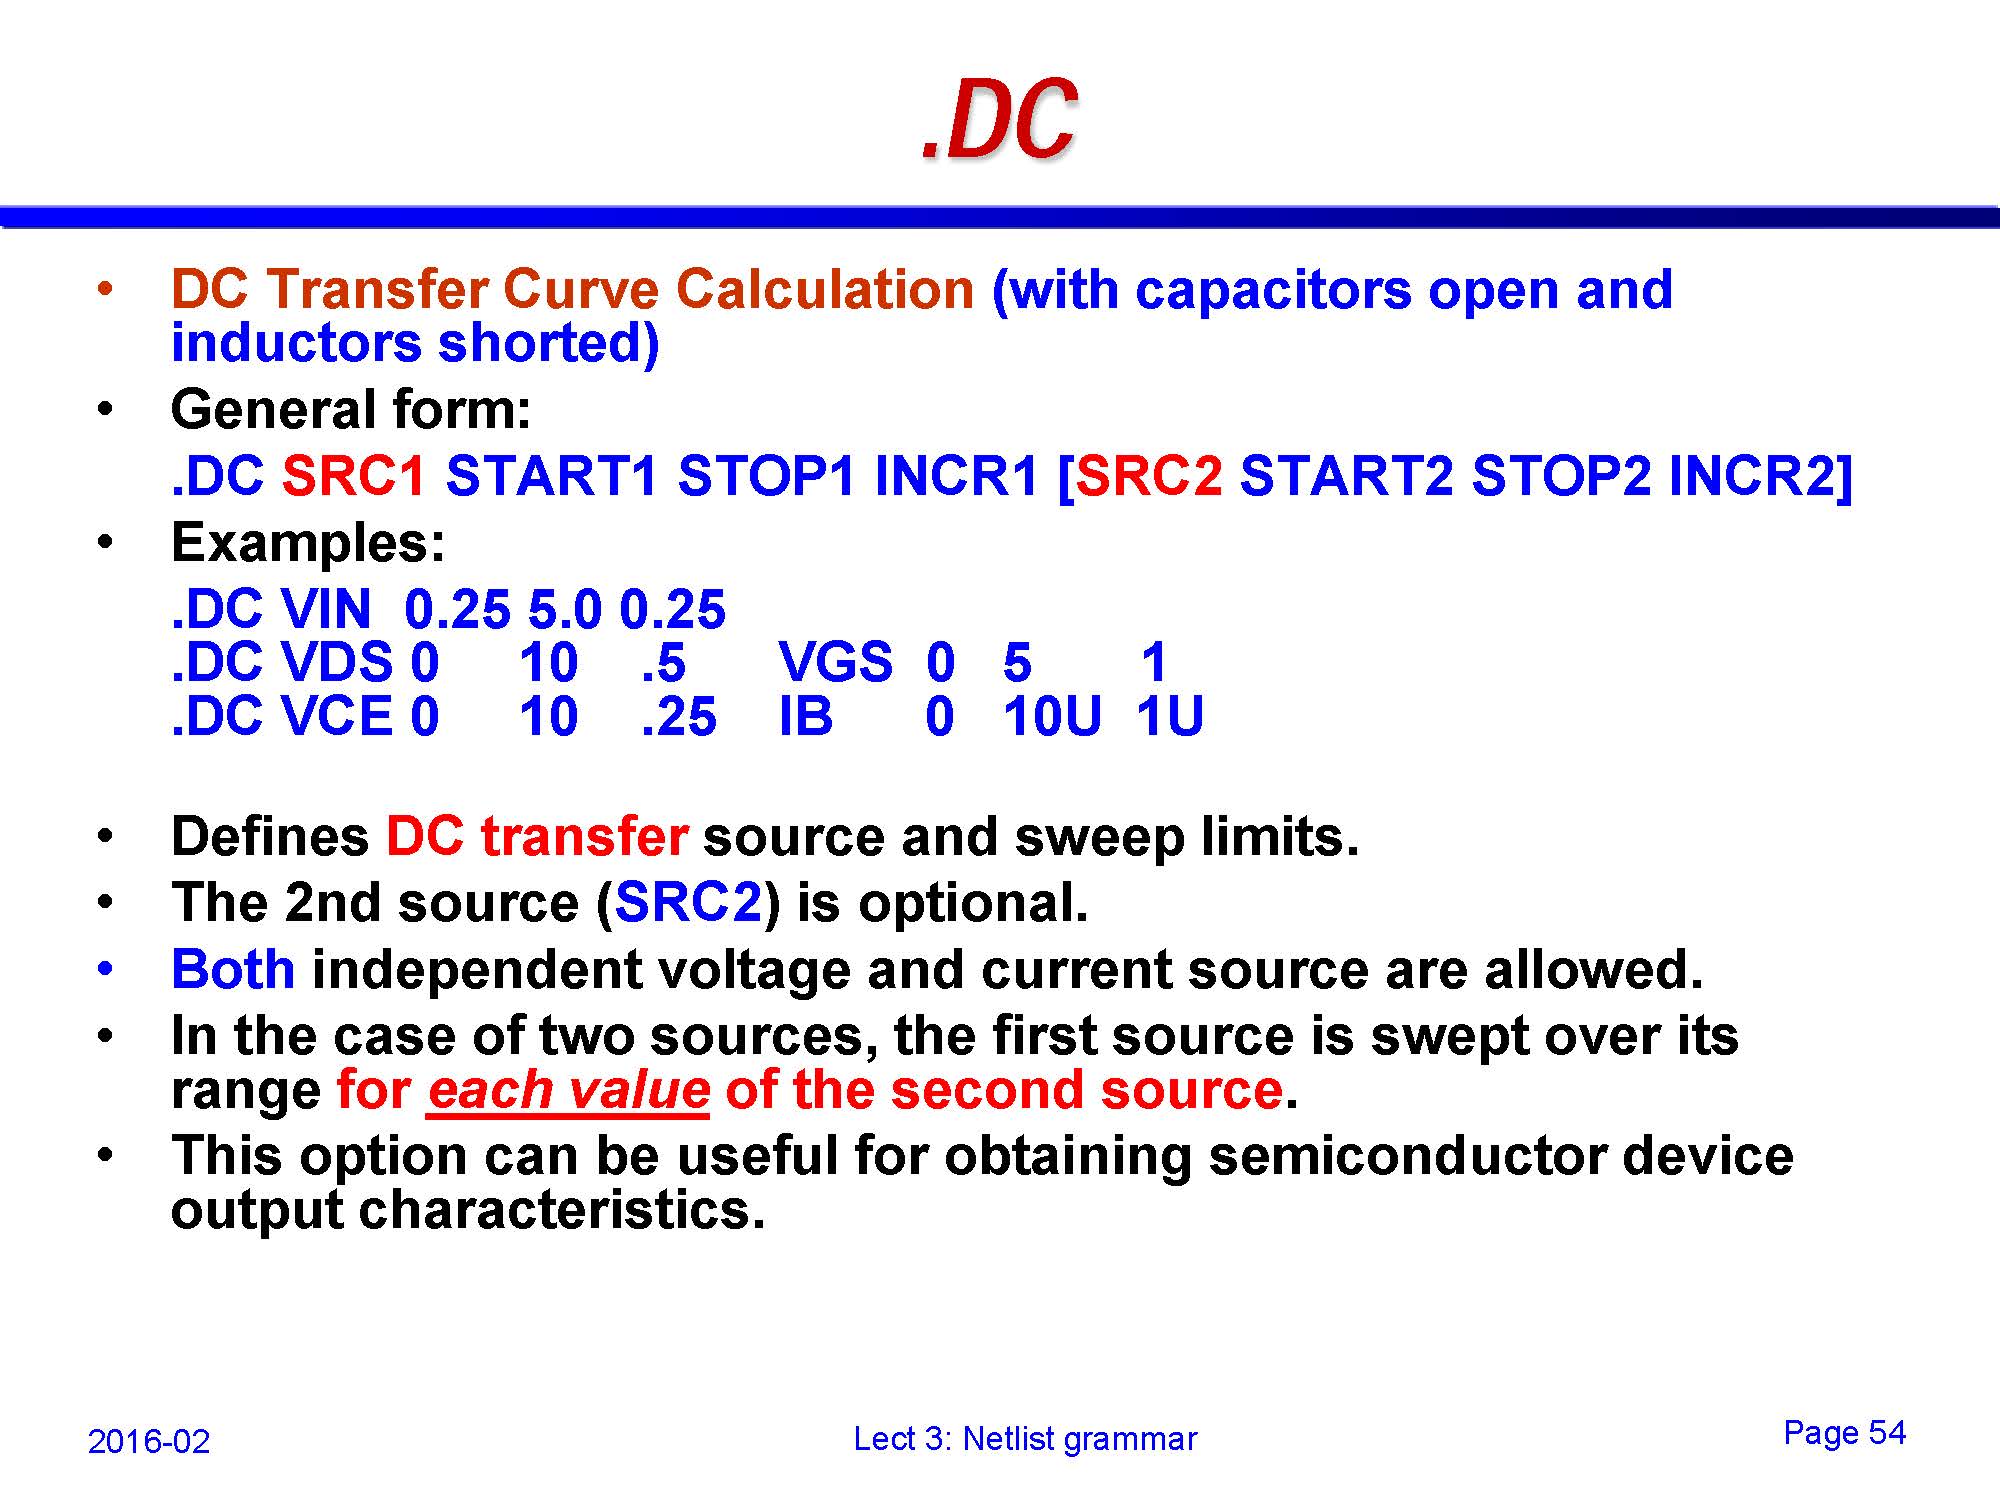 .DC
• DC Transfer Curve Calculation (with capacitors open and
inductors shorted)
• General form:
.DC SRC1 START1 STOP1 INCR1 [SRC2 START2 STOP2 INCR2]
• Examples:
.DC VIN 0.25 5.0 0.25
.DC VDS 0 10 .5 VGS 0 5 1
.DC VCE 0 10 .25 IB 0 10U 1U
• Defines DC transfer source and sweep limits.
• The 2nd source (SRC2) is optional.
• Both independent voltage and current source are allowed.
• In the case of two sources, the first source is swept over its
range for each value of the second source.
• This option can be useful for obtaining semiconductor device
output characteristics.
2016-02
Lect 3: Netlist grammar
Page 54